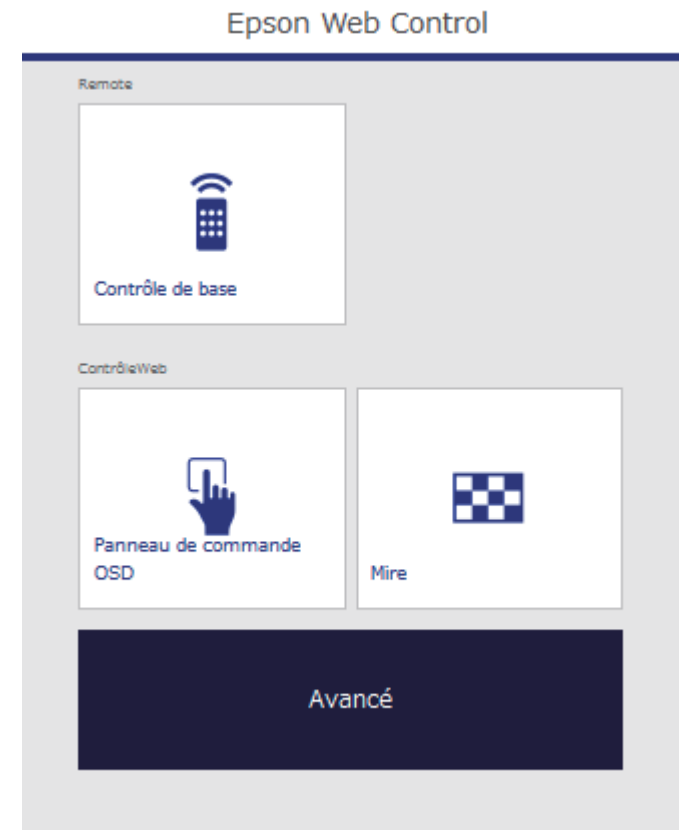 Epson Web Control
Remote
Contrôle de base
ContrôleWeb
Panneau de commande
OSD
Mire
Avancé